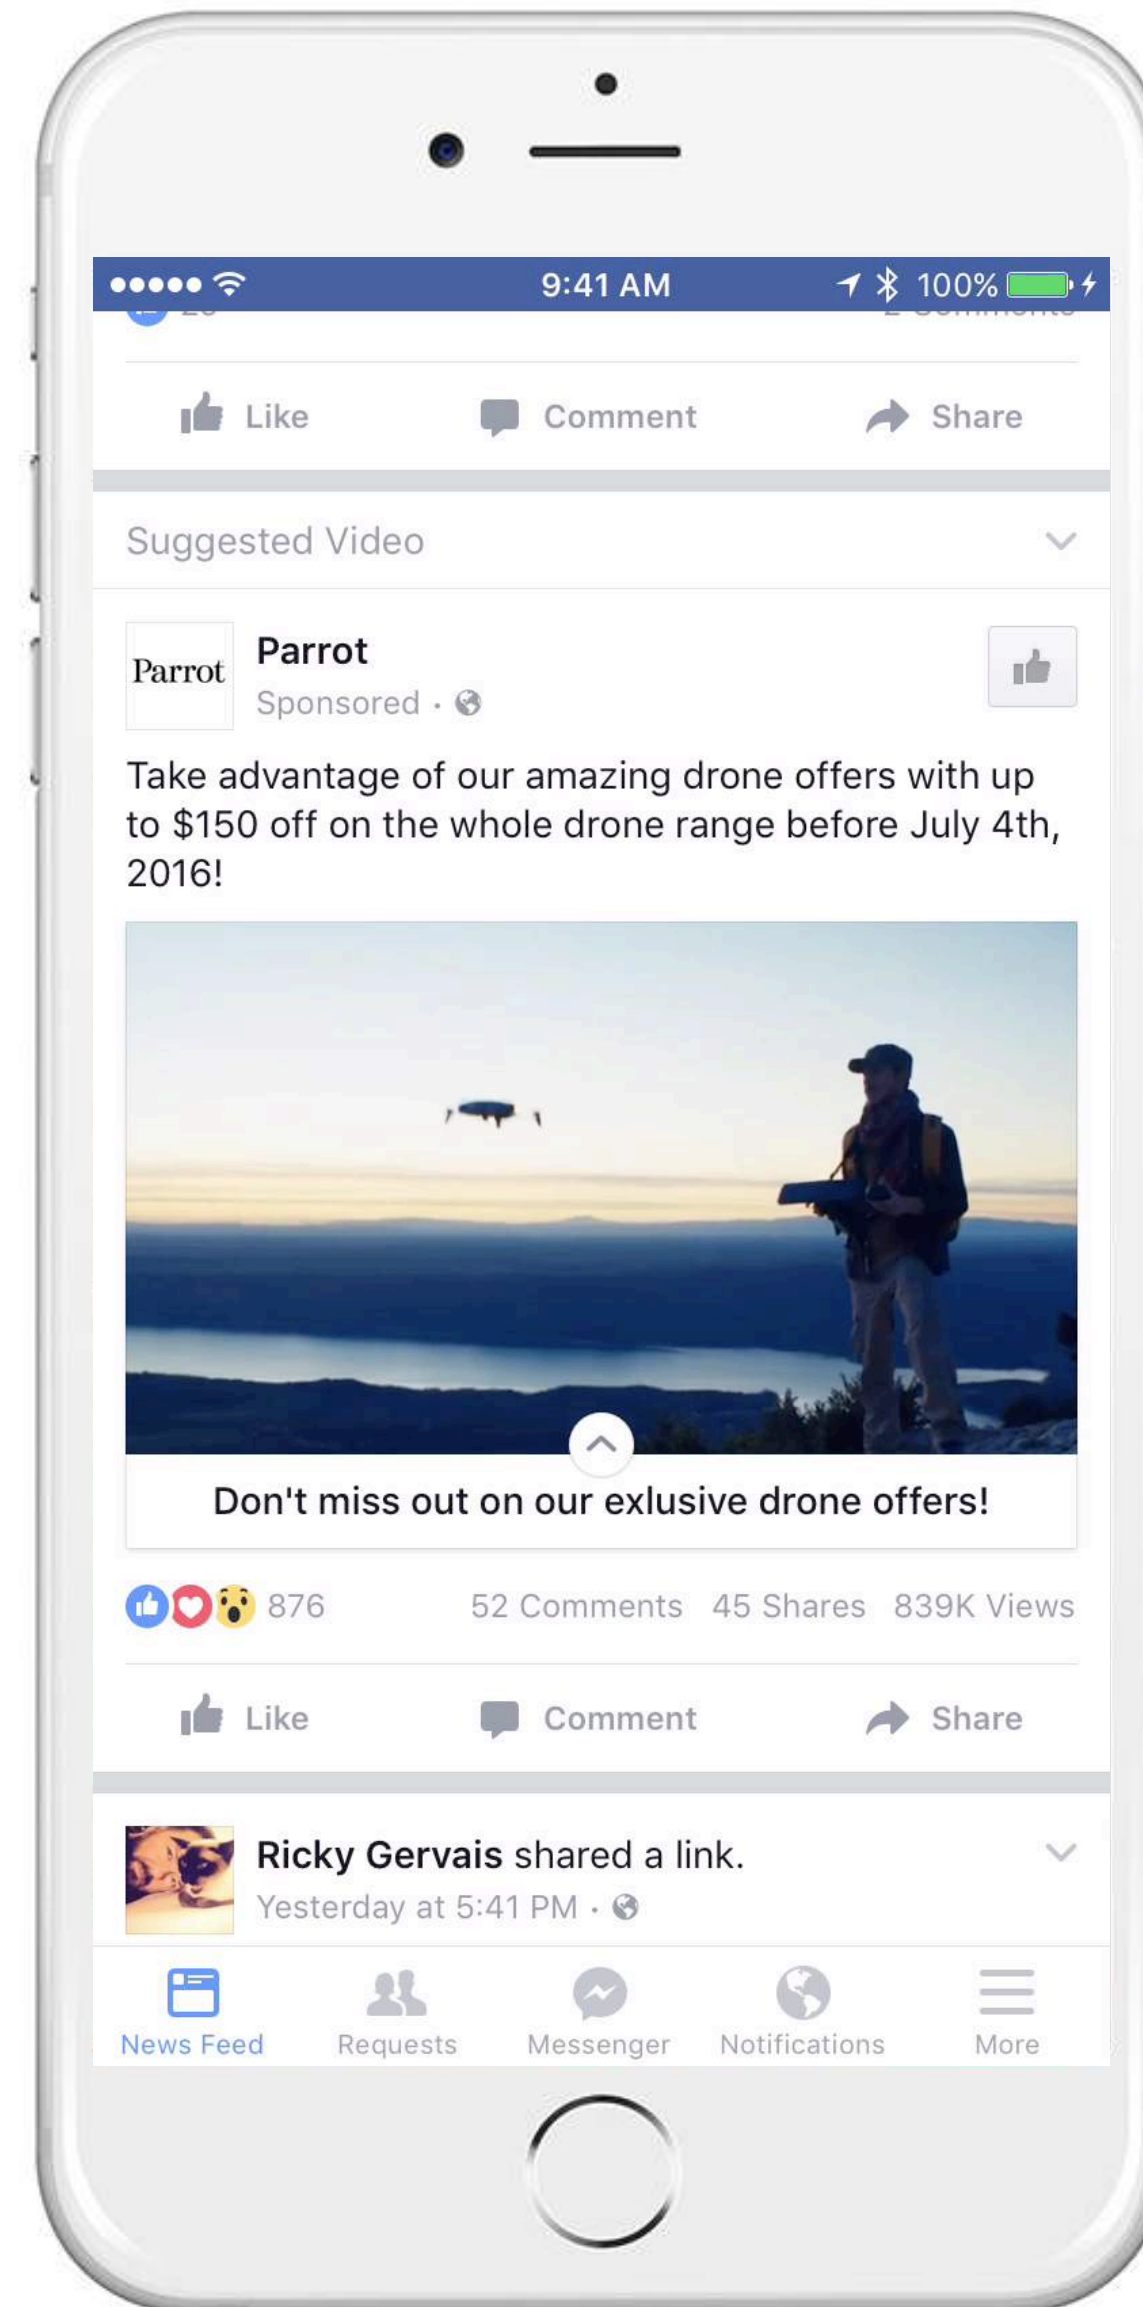 9:41 AM 100%
Like Comment Share
Suggested Video
Parrot
Parrot
Sponsored ·
Take advantage of our amazing drone offers with up
to $150 off on the whole drone range before July 4th,
2016!
Don't miss out on our exlusive drone offers!
876 52 Comments 45 Shares 839K Views
Like Comment Share
Ricky Gervais shared a link.
Yesterday at 5:41 PM ·
News Feed Requests Messenger Notifications More